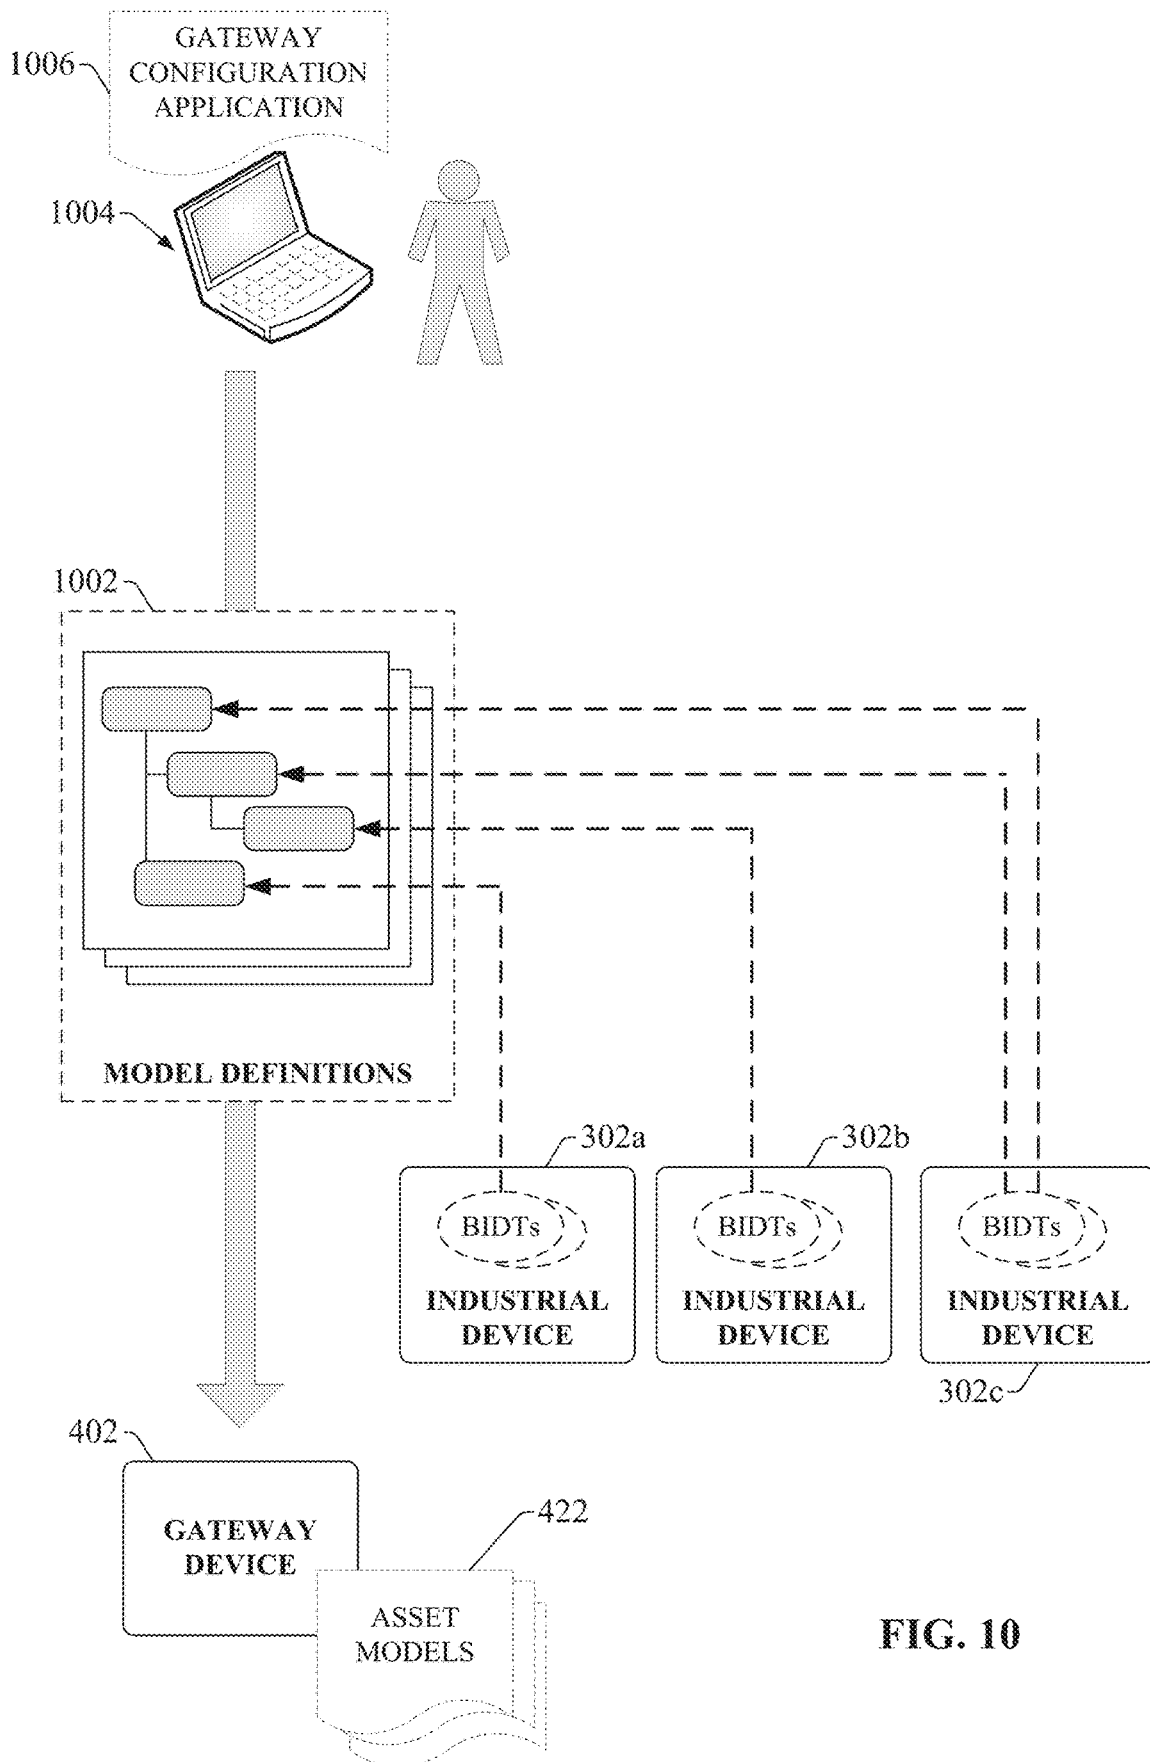 GATEWAY
CONFIGURATION
APPLICATION
1006
1004
1002
MODEL DEFINITIONS
302a
302b
BIDTs
BIDTs
BIDTs
INDUSTRIAL
DEVICE
INDUSTRIAL
DEVICE
INDUSTRIAL
DEVICE
302c
402
GATEWAY
DEVICE
422
ASSET
MODELS
FIG. 10